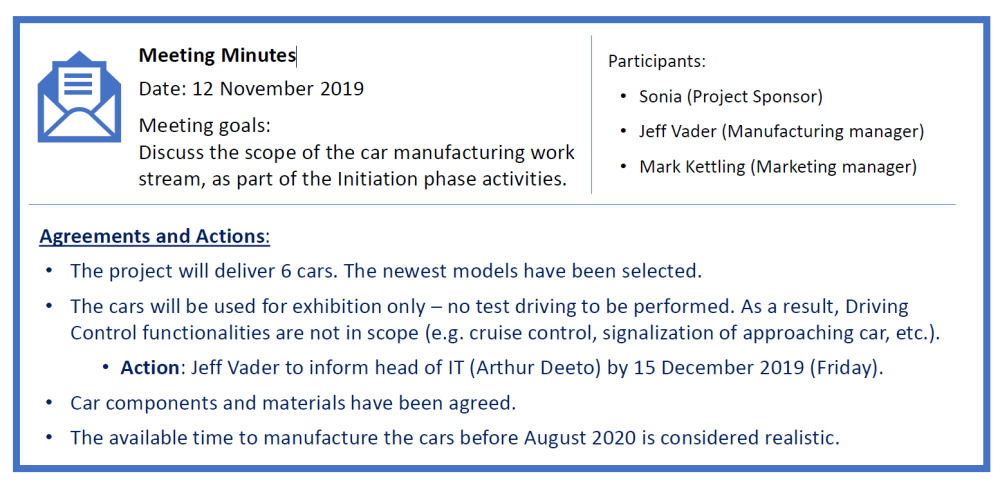 Meeting Minutes
Date: 12 November 2019
Meeting goals:
Discuss the scope of the car manufacturing work
stream, as part of the Initiation phase activities.
Participants:
• Sonia (Project Sponsor)
• Jeff Vader (Manufacturing manager)
• Mark Kettling (Marketing manager)
Agreements and Actions:
• The project will deliver 6 cars. The newest models have been selected.
• The cars will be used for exhibition only – no test driving to be performed. As a result, Driving
Control functionalities are not in scope (e.g. cruise control, signalization of approaching car, etc.).
• Action: Jeff Vader to inform head of IT (Arthur Deeto) by 15 December 2019 (Friday).
• Car components and materials have been agreed.
• The available time to manufacture the cars before August 2020 is considered realistic.